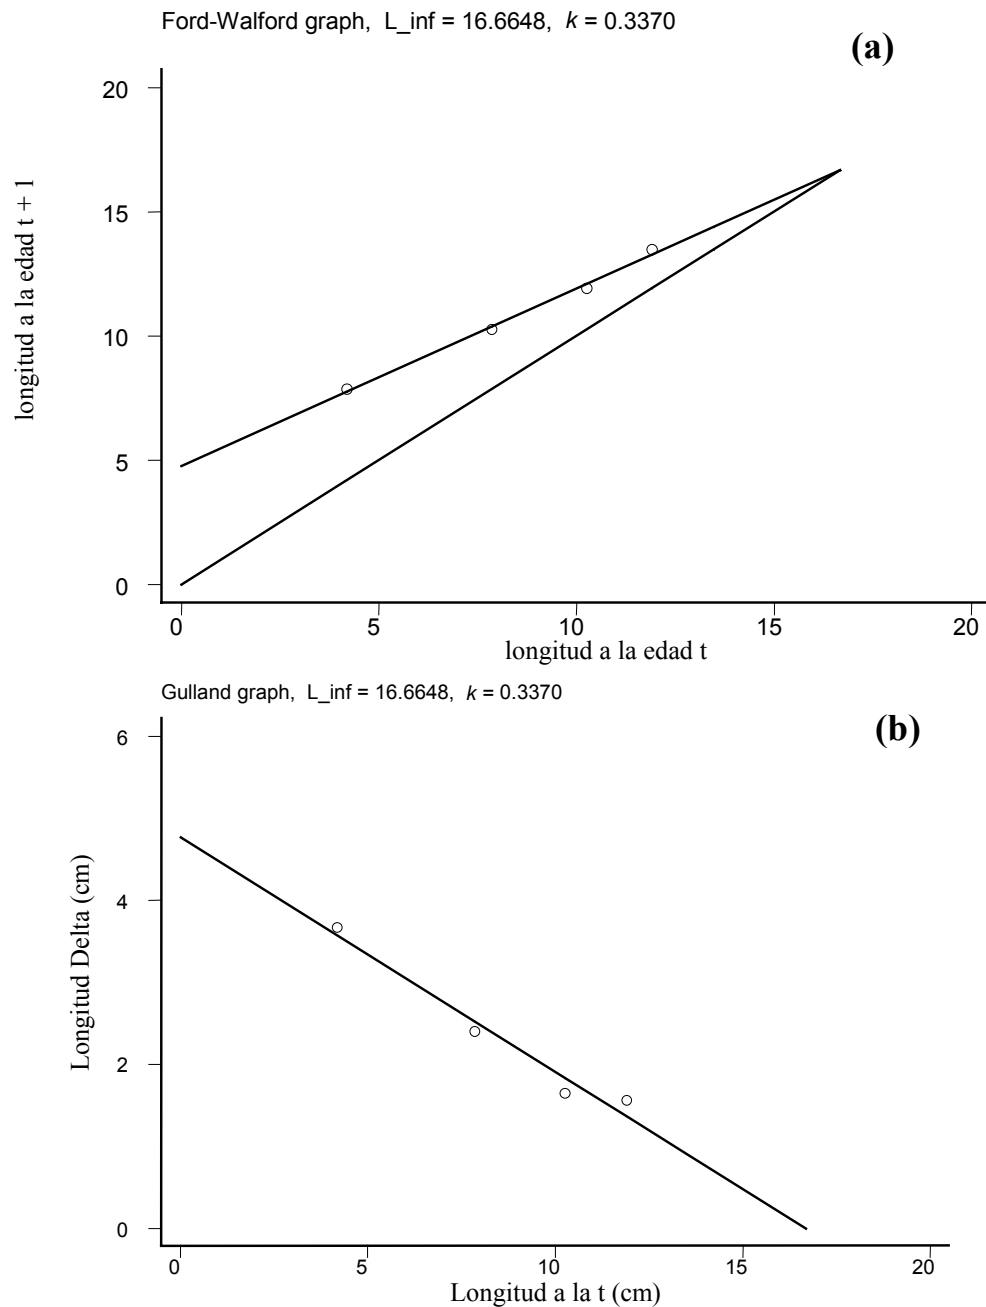 Ford-Walford graph, L_inf = 16.6648, k = 0.3370
(a)
20
15
10
5
0
longitud a la edad t + 1
0 5 10 15 20
longitud a la edad t
Gulland graph, L_inf = 16.6648, k = 0.3370
(b)
6
4
2
0
Longitud Delta (cm)
0 5 10 15 20
Longitud a la t (cm)